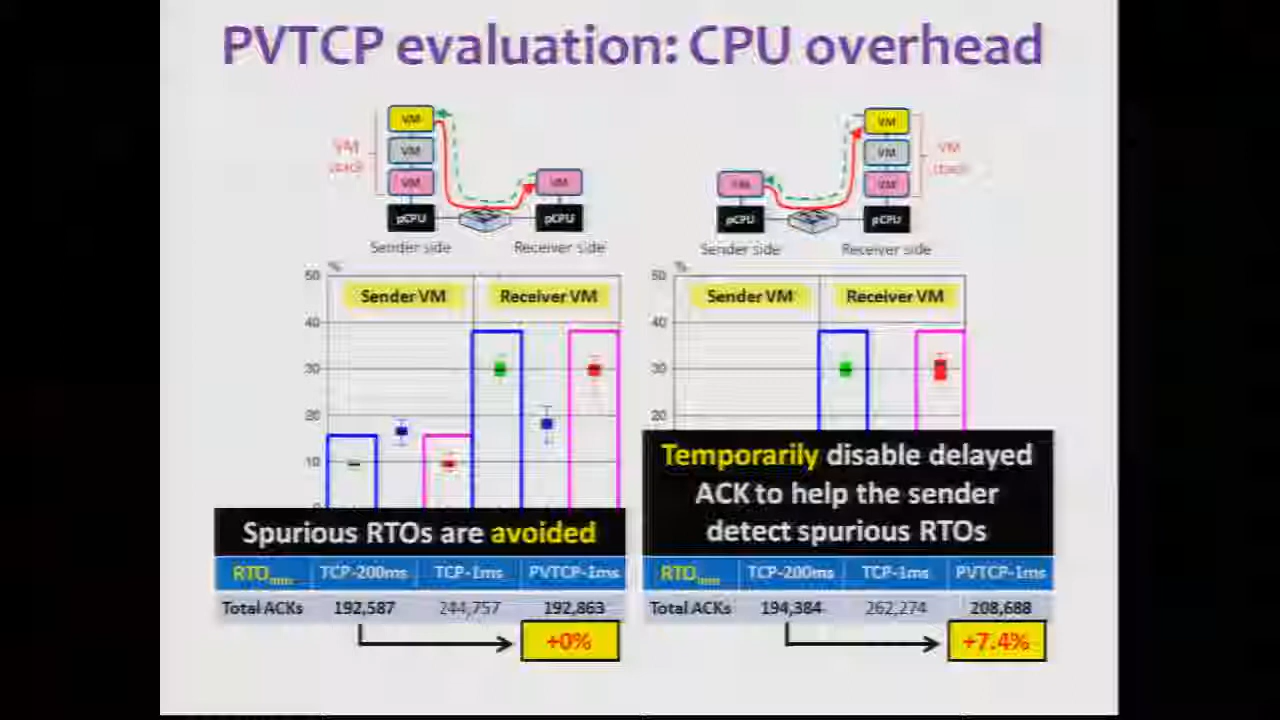 PVTCP evaluation: CPU overhead
VM
VM
VM
VM
VM
pCPU
pCPU
Sender side
Receiver side
VM
VM
VM
VM
VM
pCPU
pCPU
Sender side
Receiver side
50
%
Sender VM
Receiver VM
40
30
20
10
50
%
Sender VM
Receiver VM
40
30
20
Spurious RTOs are avoided
RTO
TCP-200ms
TCP-1ms
PVTCP-1ms
Total ACKs
192,587
244,757
192,863
+0%
Temporarily disable delayed
ACK to help the sender
detect spurious RTOs
RTO
TCP-200ms
TCP-1ms
PVTCP-1ms
Total ACKs
194,384
262,274
208,688
+7.4%